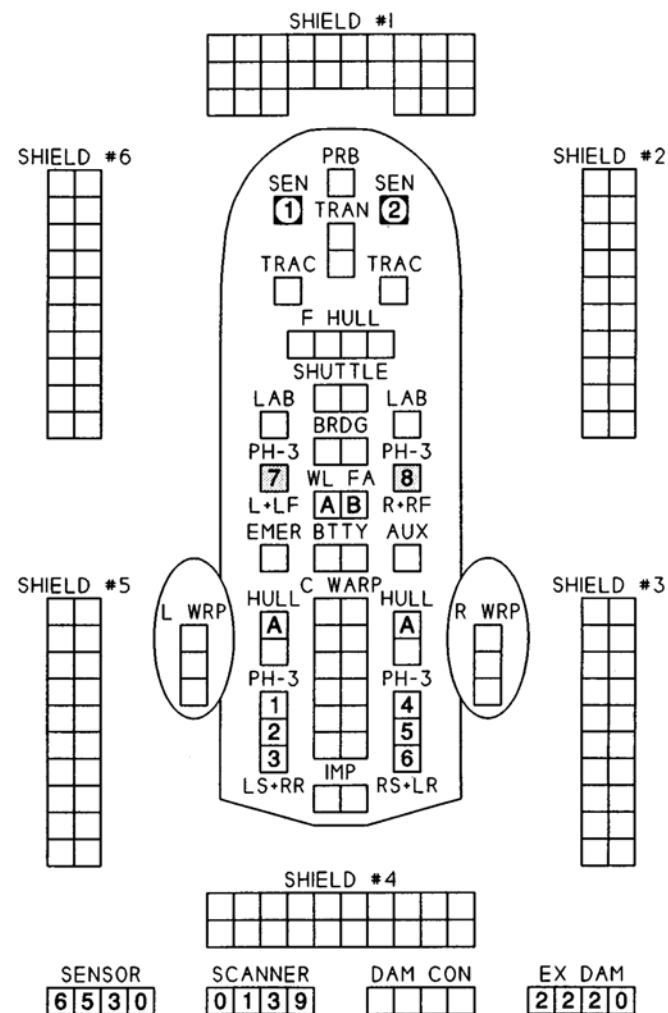 SHIELD #1
SHIELD #6
SHIELD #2
PRB
SEN SEN
1 TRAN 2
TRAC TRAC
F HULL
SHUTTLE
LAB LAB
BRDG
PH-3 PH-3
7 WL FA 8
L+LF A B R+RF
EMER BTTY AUX
SHIELD #5 C WARP SHIELD #3
L WRP HULL HULL R WRP
A A
PH-3 PH-3
1 4
2 5
3 6
LS+RR IMP RS+LR
SHIELD #4
SENSOR SCANNER DAM CON EX DAM
6 5 3 0 0 1 3 9 2 2 2 0